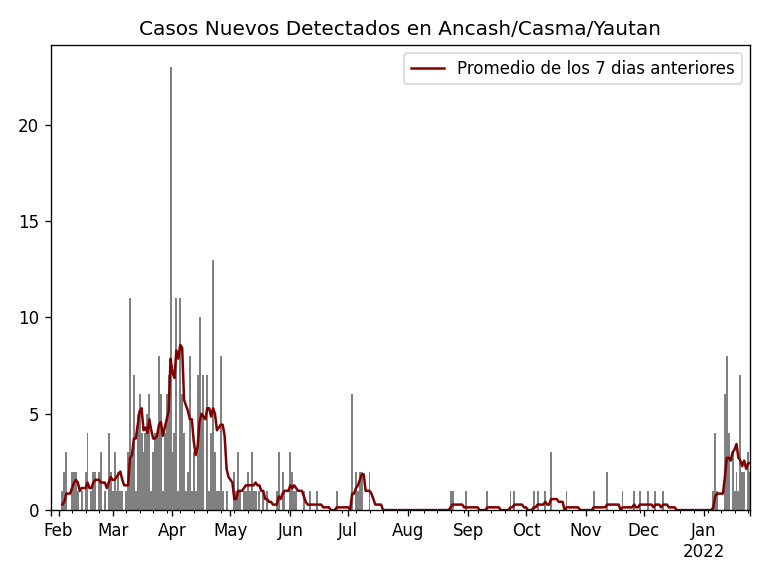 Casos Nuevos Detectados en Ancash/Casma/Yautan
Promedio de los 7 dias anteriores
20
15
10
5
0
Feb Mar Apr May Jun Jul Aug Sep Oct Nov Dec Jan
2022